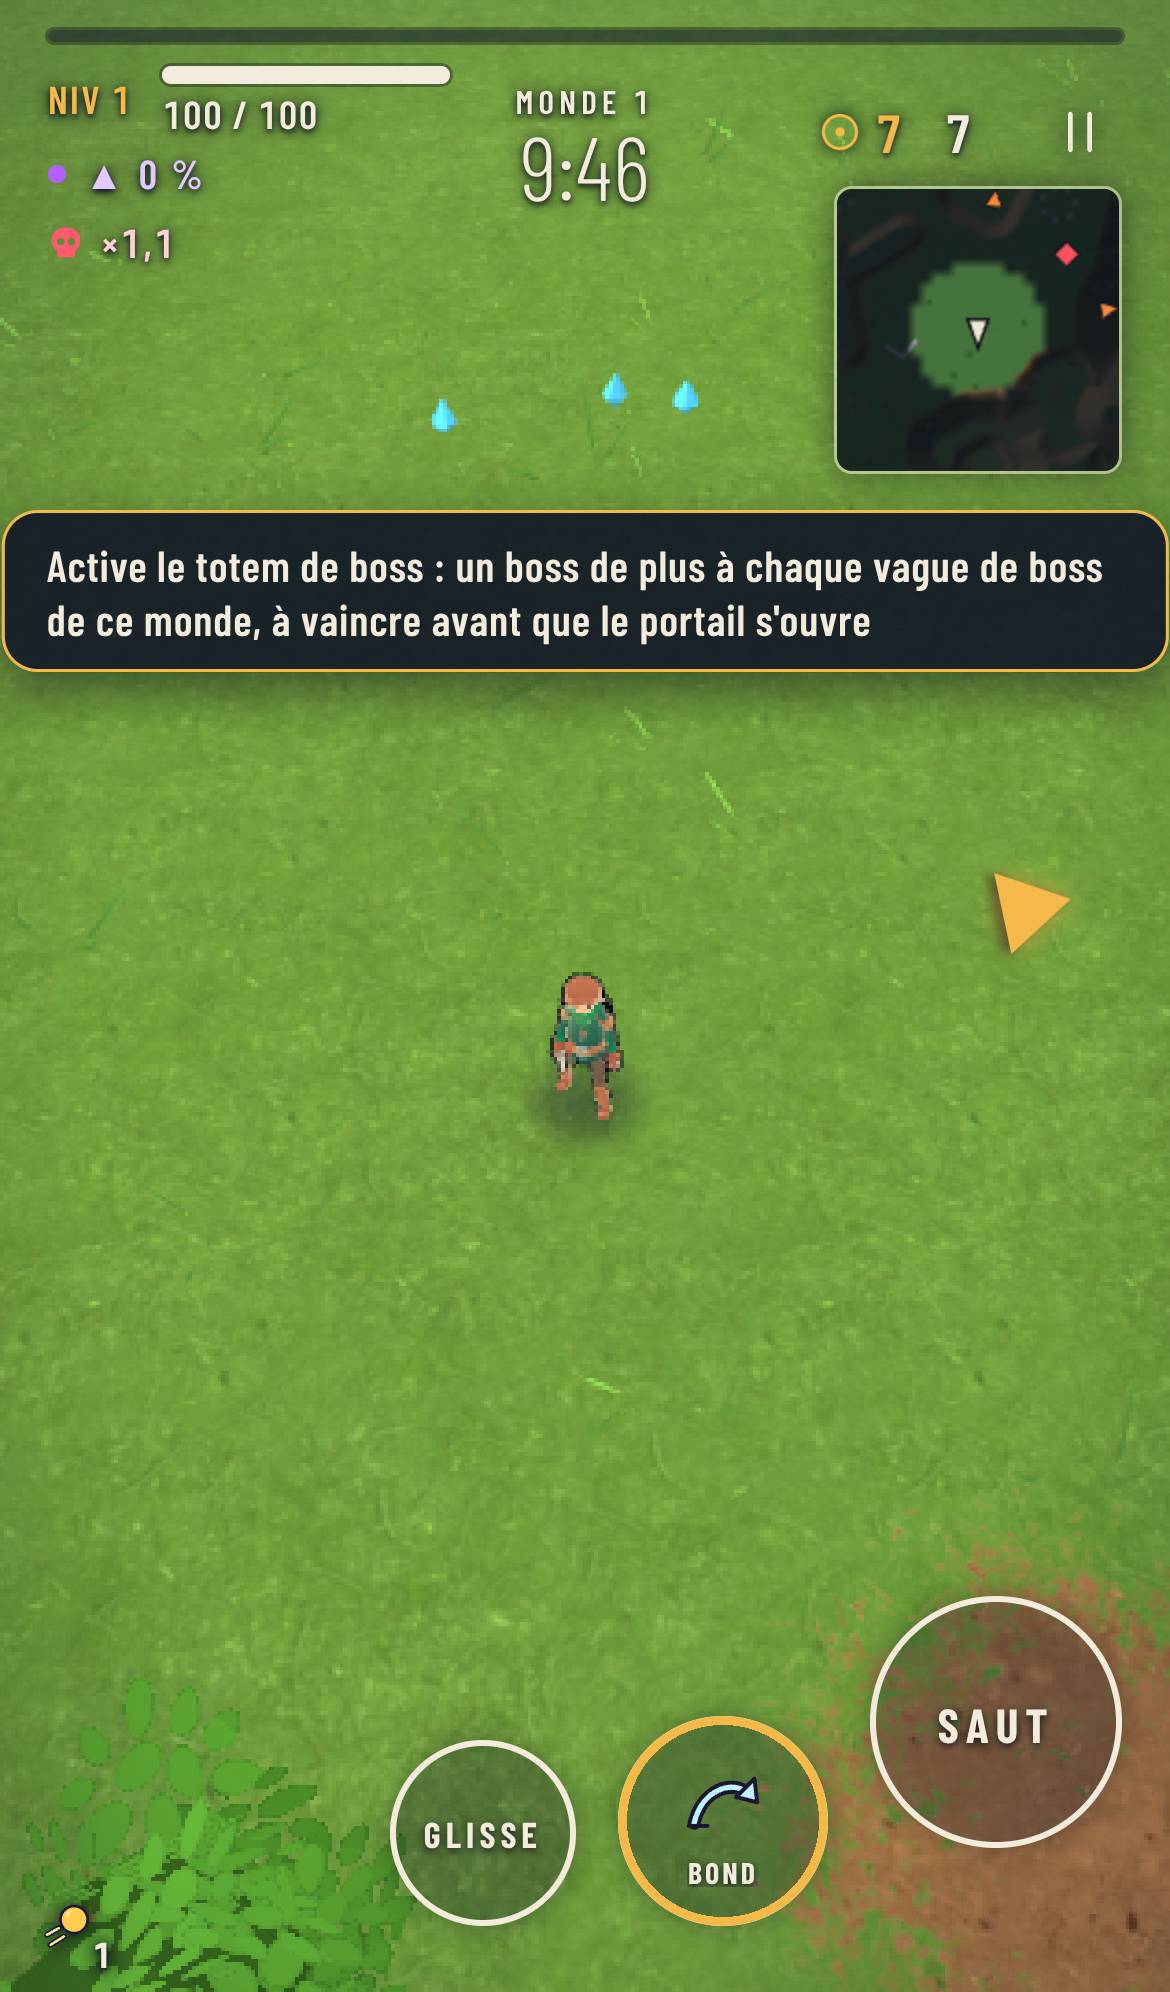 NIV 1
100 / 100
MONDE 1
9:46
7 7
▲ 0 %
×1,1
Active le totem de boss : un boss de plus à chaque vague de boss
de ce monde, à vaincre avant que le portail s'ouvre
SAUT
GLISSE
BOND
1